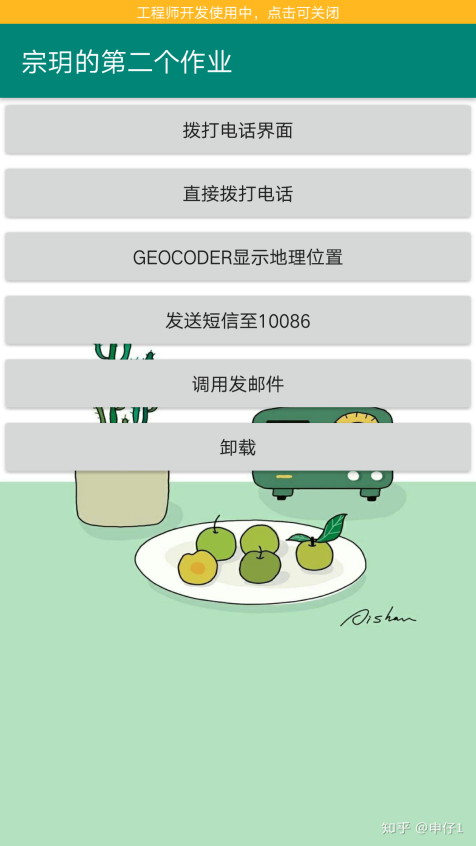 工程师开发使用中，点击可关闭
宗玥的第二个作业
拨打电话界面
直接拨打电话
GEOCODER显示地理位置
发送短信至10086
调用发邮件
卸载
Aishan
知乎 @申仔1